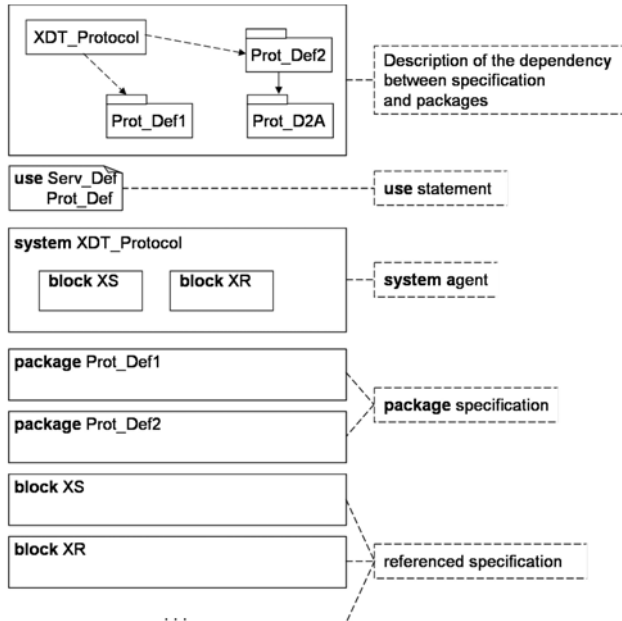 XDT_Protocol
Prot_Def2
Prot_Def1
Prot_D2A
Description of the dependency
between specification
and packages
use Serv_Def
Prot_Def
use statement
system XDT_Protocol
block XS
block XR
system agent
package Prot_Def1
package Prot_Def2
package specification
block XS
block XR
referenced specification
. . .